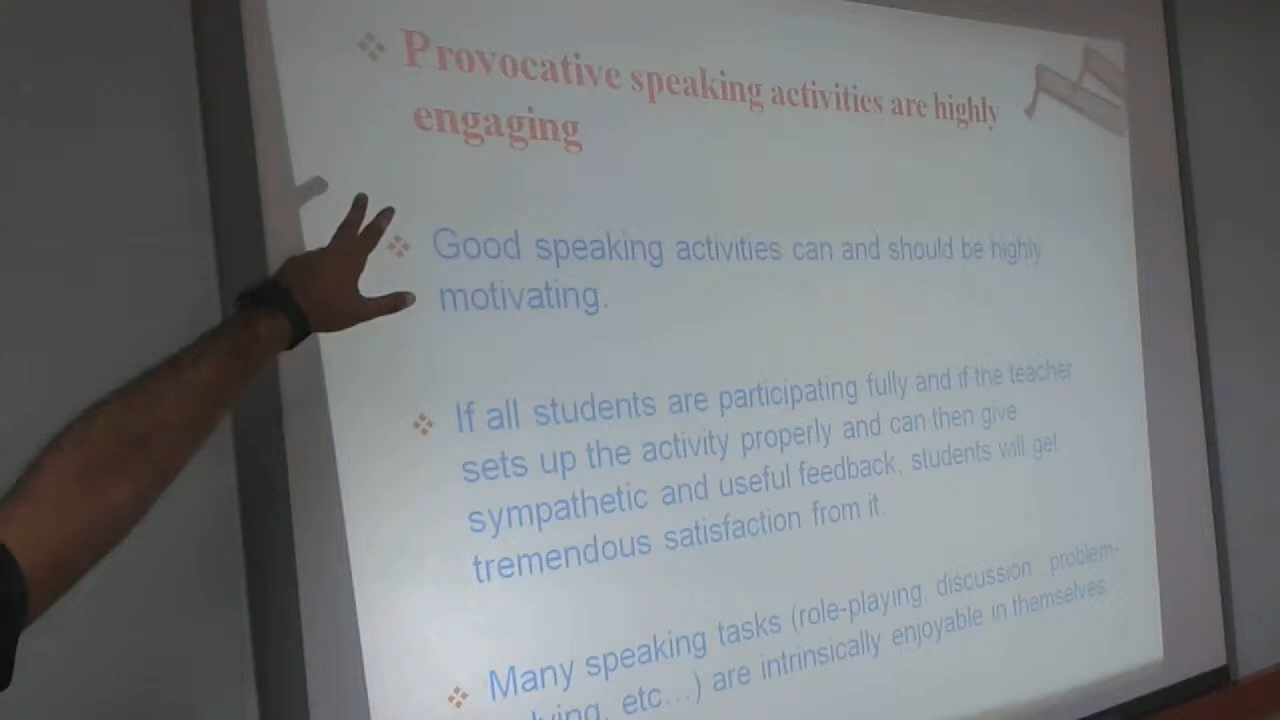 Provocative speaking activities are highly
engaging
Good speaking activities can and should be highly
motivating.
If all students are participating fully and if the teacher
sets up the activity properly and can then give
sympathetic and useful feedback, students will get
tremendous satisfaction from it.
Many speaking tasks (role-playing, discussion problem-
etc...) are intrinsically enjoyable in themselves.